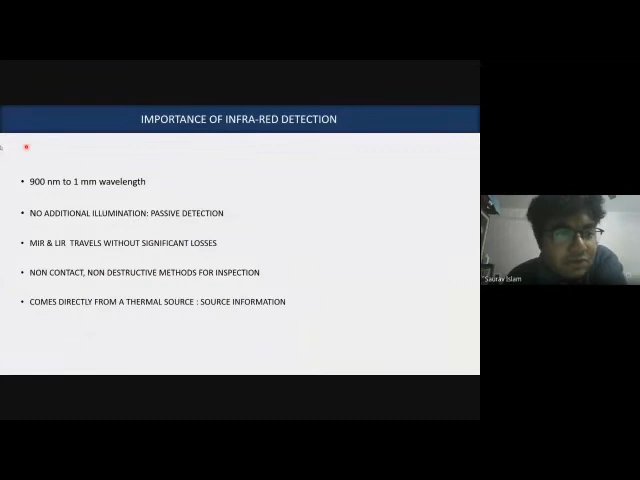 IMPORTANCE OF INFRA-RED DETECTION
• 900 nm to 1 mm wavelength
• NO ADDITIONAL ILLUMINATION: PASSIVE DETECTION
• MIR & LIR TRAVELS WITHOUT SIGNIFICANT LOSSES
• NON CONTACT, NON DESTRUCTIVE METHODS FOR INSPECTION
• COMES DIRECTLY FROM A THERMAL SOURCE : SOURCE INFORMATION
Saurav Islam